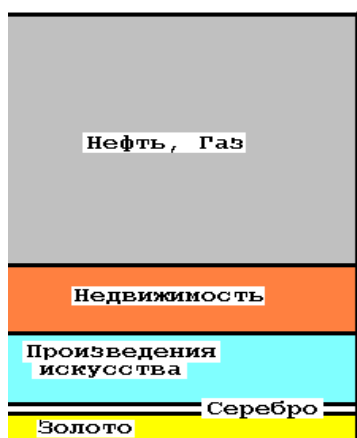 Нефть, Газ
Недвижимость
Произведения
искусства
Серебро
Золото